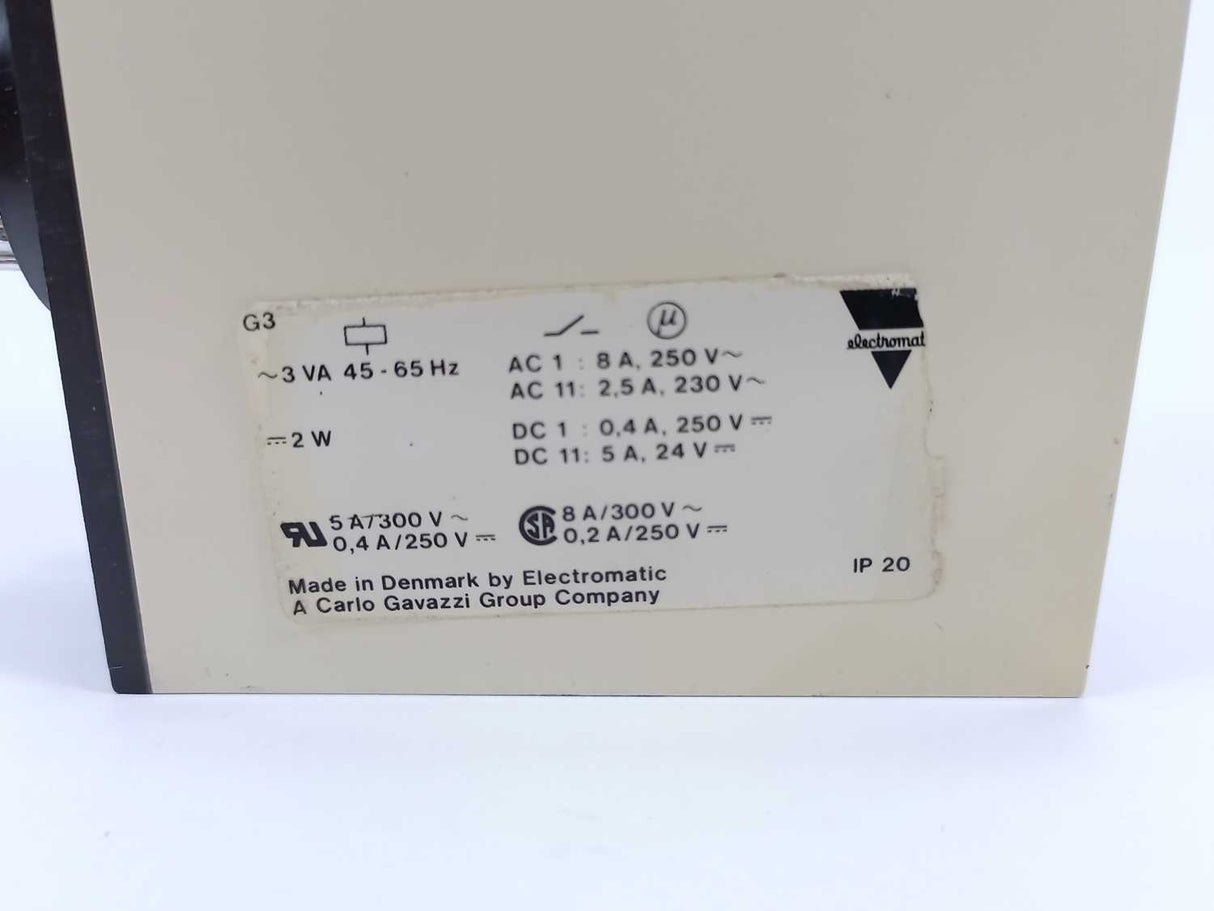 G3
µ
electromat
~3 VA 45 - 65 Hz
AC 1 : 8 A, 250 V~
AC 11: 2,5 A, 230 V~
⎓ 2 W
DC 1 : 0,4 A, 250 V ⎓
DC 11: 5 A, 24 V ⎓
RU 5 A/300 V ~
0,4 A/250 V ⎓
SA 8 A/300 V ~
0,2 A/250 V ⎓
Made in Denmark by Electromatic
A Carlo Gavazzi Group Company
IP 20